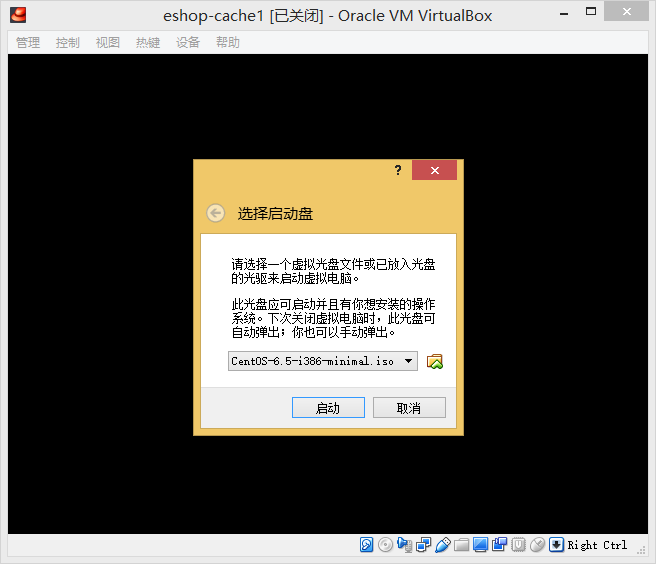 eshop-cache1 [已关闭] - Oracle VM VirtualBox
管理 控制 视图 热键 设备 帮助
?
选择启动盘
请选择一个虚拟光盘文件或已放入光盘
的光驱来启动虚拟电脑。
此光盘应可启动并且有你想安装的操作
系统。下次关闭虚拟电脑时，此光盘可
自动弹出；你也可以手动弹出。
CentOS-6.5-i386-minimal.iso
启动 取消
Right Ctrl